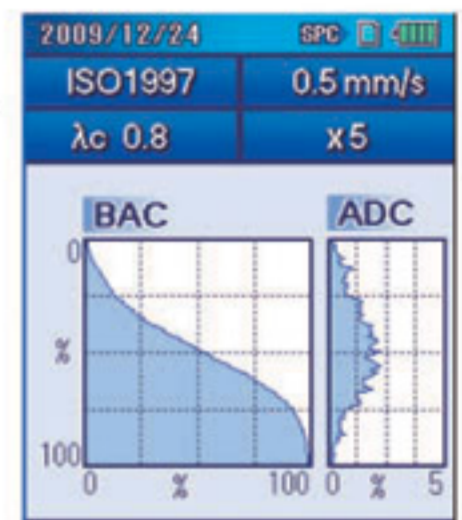 2009/12/24 SPC
ISO1997 0.5 mm/s
λc 0.8 x5
BAC ADC
0
%
100
0 % 100 0 % 5